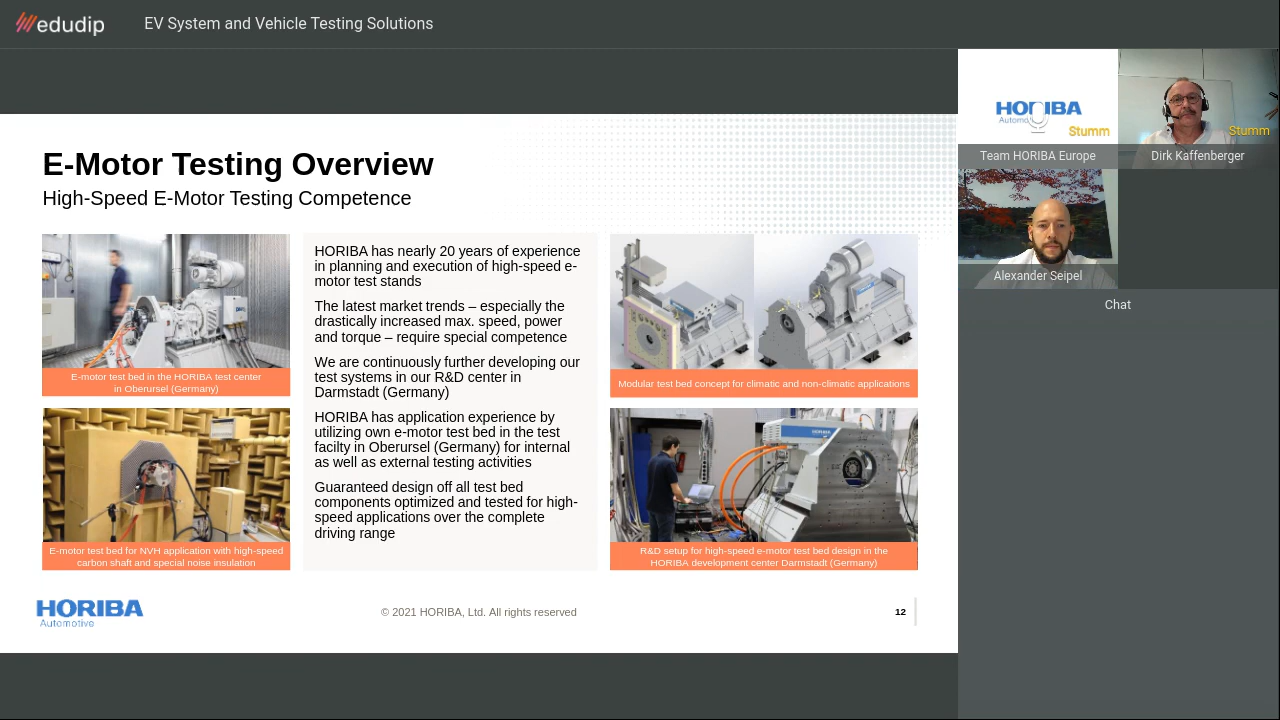 edudip
EV System and Vehicle Testing Solutions
E-Motor Testing Overview
High-Speed E-Motor Testing Competence
E-motor test bed in the HORIBA test center
in Oberursel (Germany)
E-motor test bed for NVH application with high-speed
carbon shaft and special noise insulation
HORIBA has nearly 20 years of experience
in planning and execution of high-speed e-
motor test stands
The latest market trends – especially the
drastically increased max. speed, power
and torque – require special competence
We are continuously further developing our
test systems in our R&D center in
Darmstadt (Germany)
HORIBA has application experience by
utilizing own e-motor test bed in the test
facilty in Oberursel (Germany) for internal
as well as external testing activities
Guaranteed design off all test bed
components optimized and tested for high-
speed applications over the complete
driving range
Modular test bed concept for climatic and non-climatic applications
HORIBA
R&D setup for high-speed e-motor test bed design in the
HORIBA development center Darmstadt (Germany)
HORIBA
Automotive
© 2021 HORIBA, Ltd. All rights reserved
12
HORIBA
Automotive
Stumm
Team HORIBA Europe
Stumm
Dirk Kaffenberger
Alexander Seipel
Chat